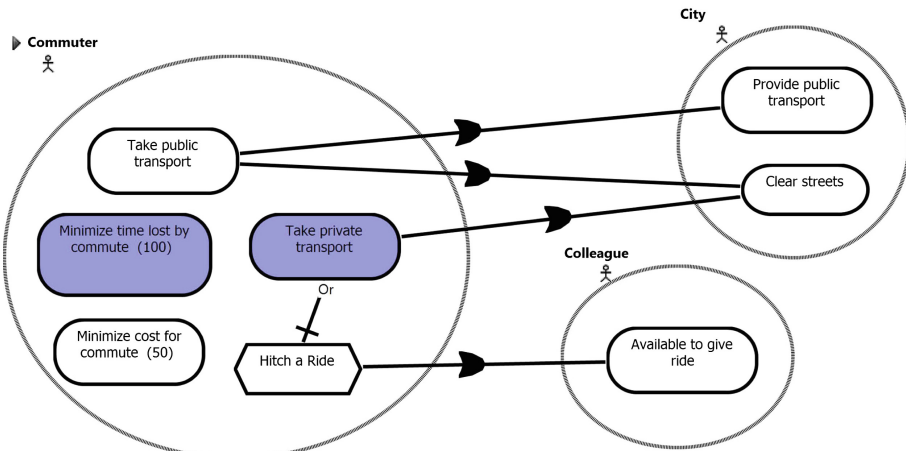 Commuter
City
Provide public
transport
Take public
transport
Clear streets
Minimize time lost by
commute (100)
Take private
transport
Colleague
Or
Minimize cost for
commute (50)
Hitch a Ride
Available to give
ride